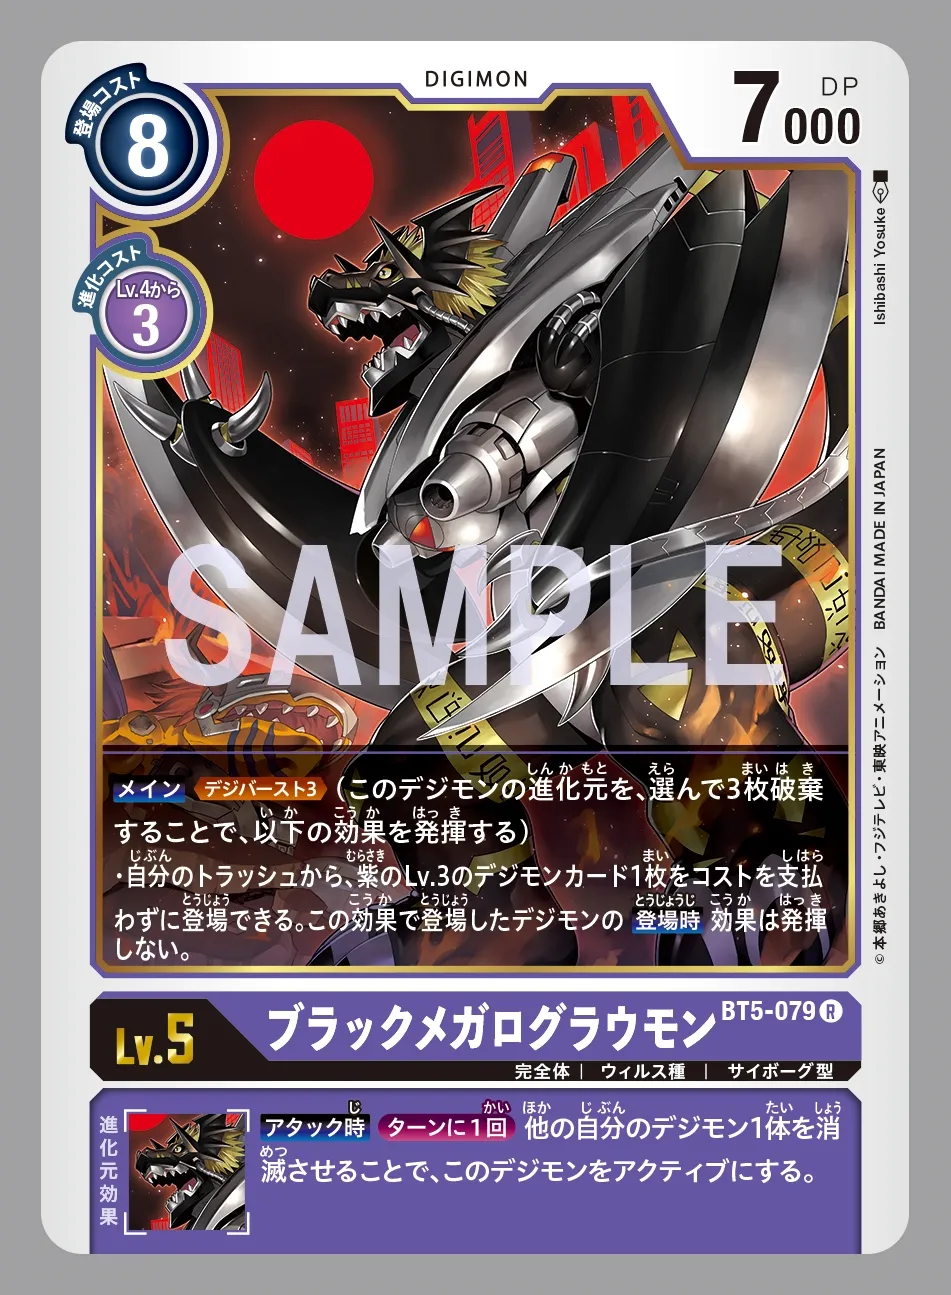 DIGIMON
登場コスト
8
7000
DP
進化コスト
Lv.4から
3
Ishibashi Yosuke
SAMPLE
メイン デジバースト3 (このデジモンの進化元を、選んで3枚破棄
することで、以下の効果を発揮する)
・自分のトラッシュから、紫のLv.3のデジモンカード1枚をコストを支払
わずに登場できる。この効果で登場したデジモンの 登場時 効果は発揮
しない。
©本郷あきよし・フジテレビ・東映アニメーション BANDAI MADE IN JAPAN
Lv.5
ブラックメガログラウモン
BT5-079 R
完全体 | ウィルス種 | サイボーグ型
進化元効果
アタック時 ターンに1回 他の自分のデジモン1体を消
滅させることで、このデジモンをアクティブにする。